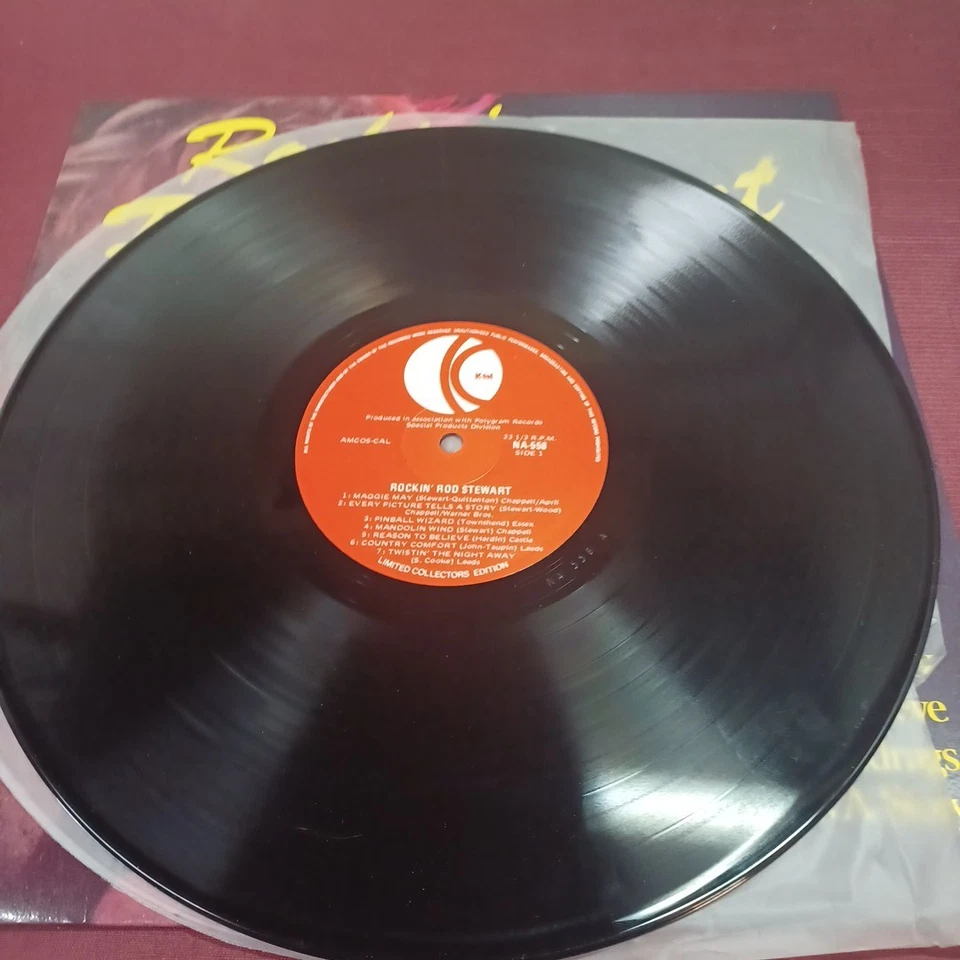 K-tel
Produced in association with Polygram Records
Special Products Division
AMCOS-CAL
33 1/3 R.P.M.
NA-558
SIDE 1
ROCKIN' ROD STEWART
1: MAGGIE MAY (Stewart-Quittenton) Chappell/April
2: EVERY PICTURE TELLS A STORY (Stewart-Wood)
Chappell/Warner Bros.
3: PINBALL WIZARD (Townshend) Essex
4: MANDOLIN WIND (Stewart) Chappell
5: REASON TO BELIEVE (Hardin) Castle
6: COUNTRY COMFORT (John-Taupin) Leeds
7: TWISTIN' THE NIGHT AWAY
(S. Cooke) Leeds
LIMITED COLLECTORS EDITION
NA 558 A